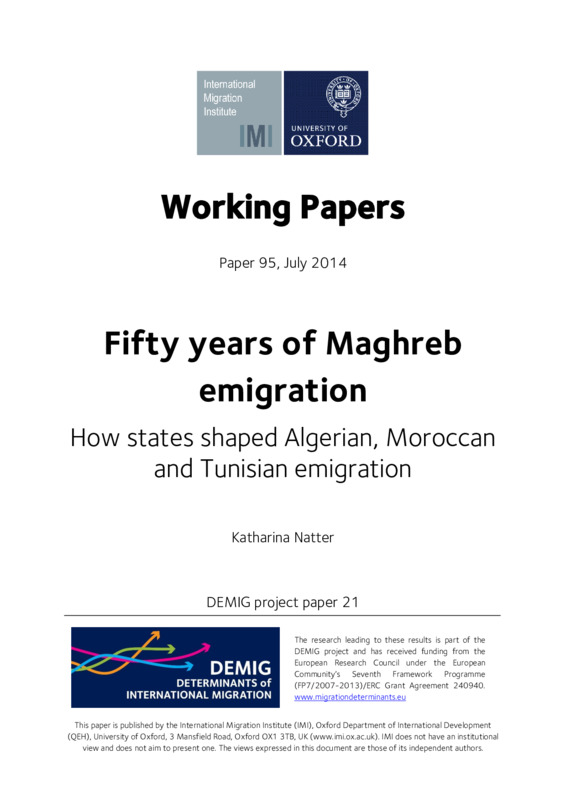 International
Migration
Institute
IMI
UNIVERSITY OF
OXFORD
Working Papers
Paper 95, July 2014
Fifty years of Maghreb
emigration
How states shaped Algerian, Moroccan
and Tunisian emigration
Katharina Natter
DEMIG project paper 21
DEMIG
DETERMINANTS of
INTERNATIONAL MIGRATION
The research leading to these results is part of the
DEMIG project and has received funding from the
European Research Council under the European
Community's Seventh Framework Programme
(FP7/2007-2013)/ERC Grant Agreement 240940.
www.migrationdeterminants.eu
This paper is published by the International Migration Institute (IMI), Oxford Department of International Development
(QEH), University of Oxford, 3 Mansfield Road, Oxford OX1 3TB, UK (www.imi.ox.ac.uk). IMI does not have an institutional
view and does not aim to present one. The views expressed in this document are those of its independent authors.